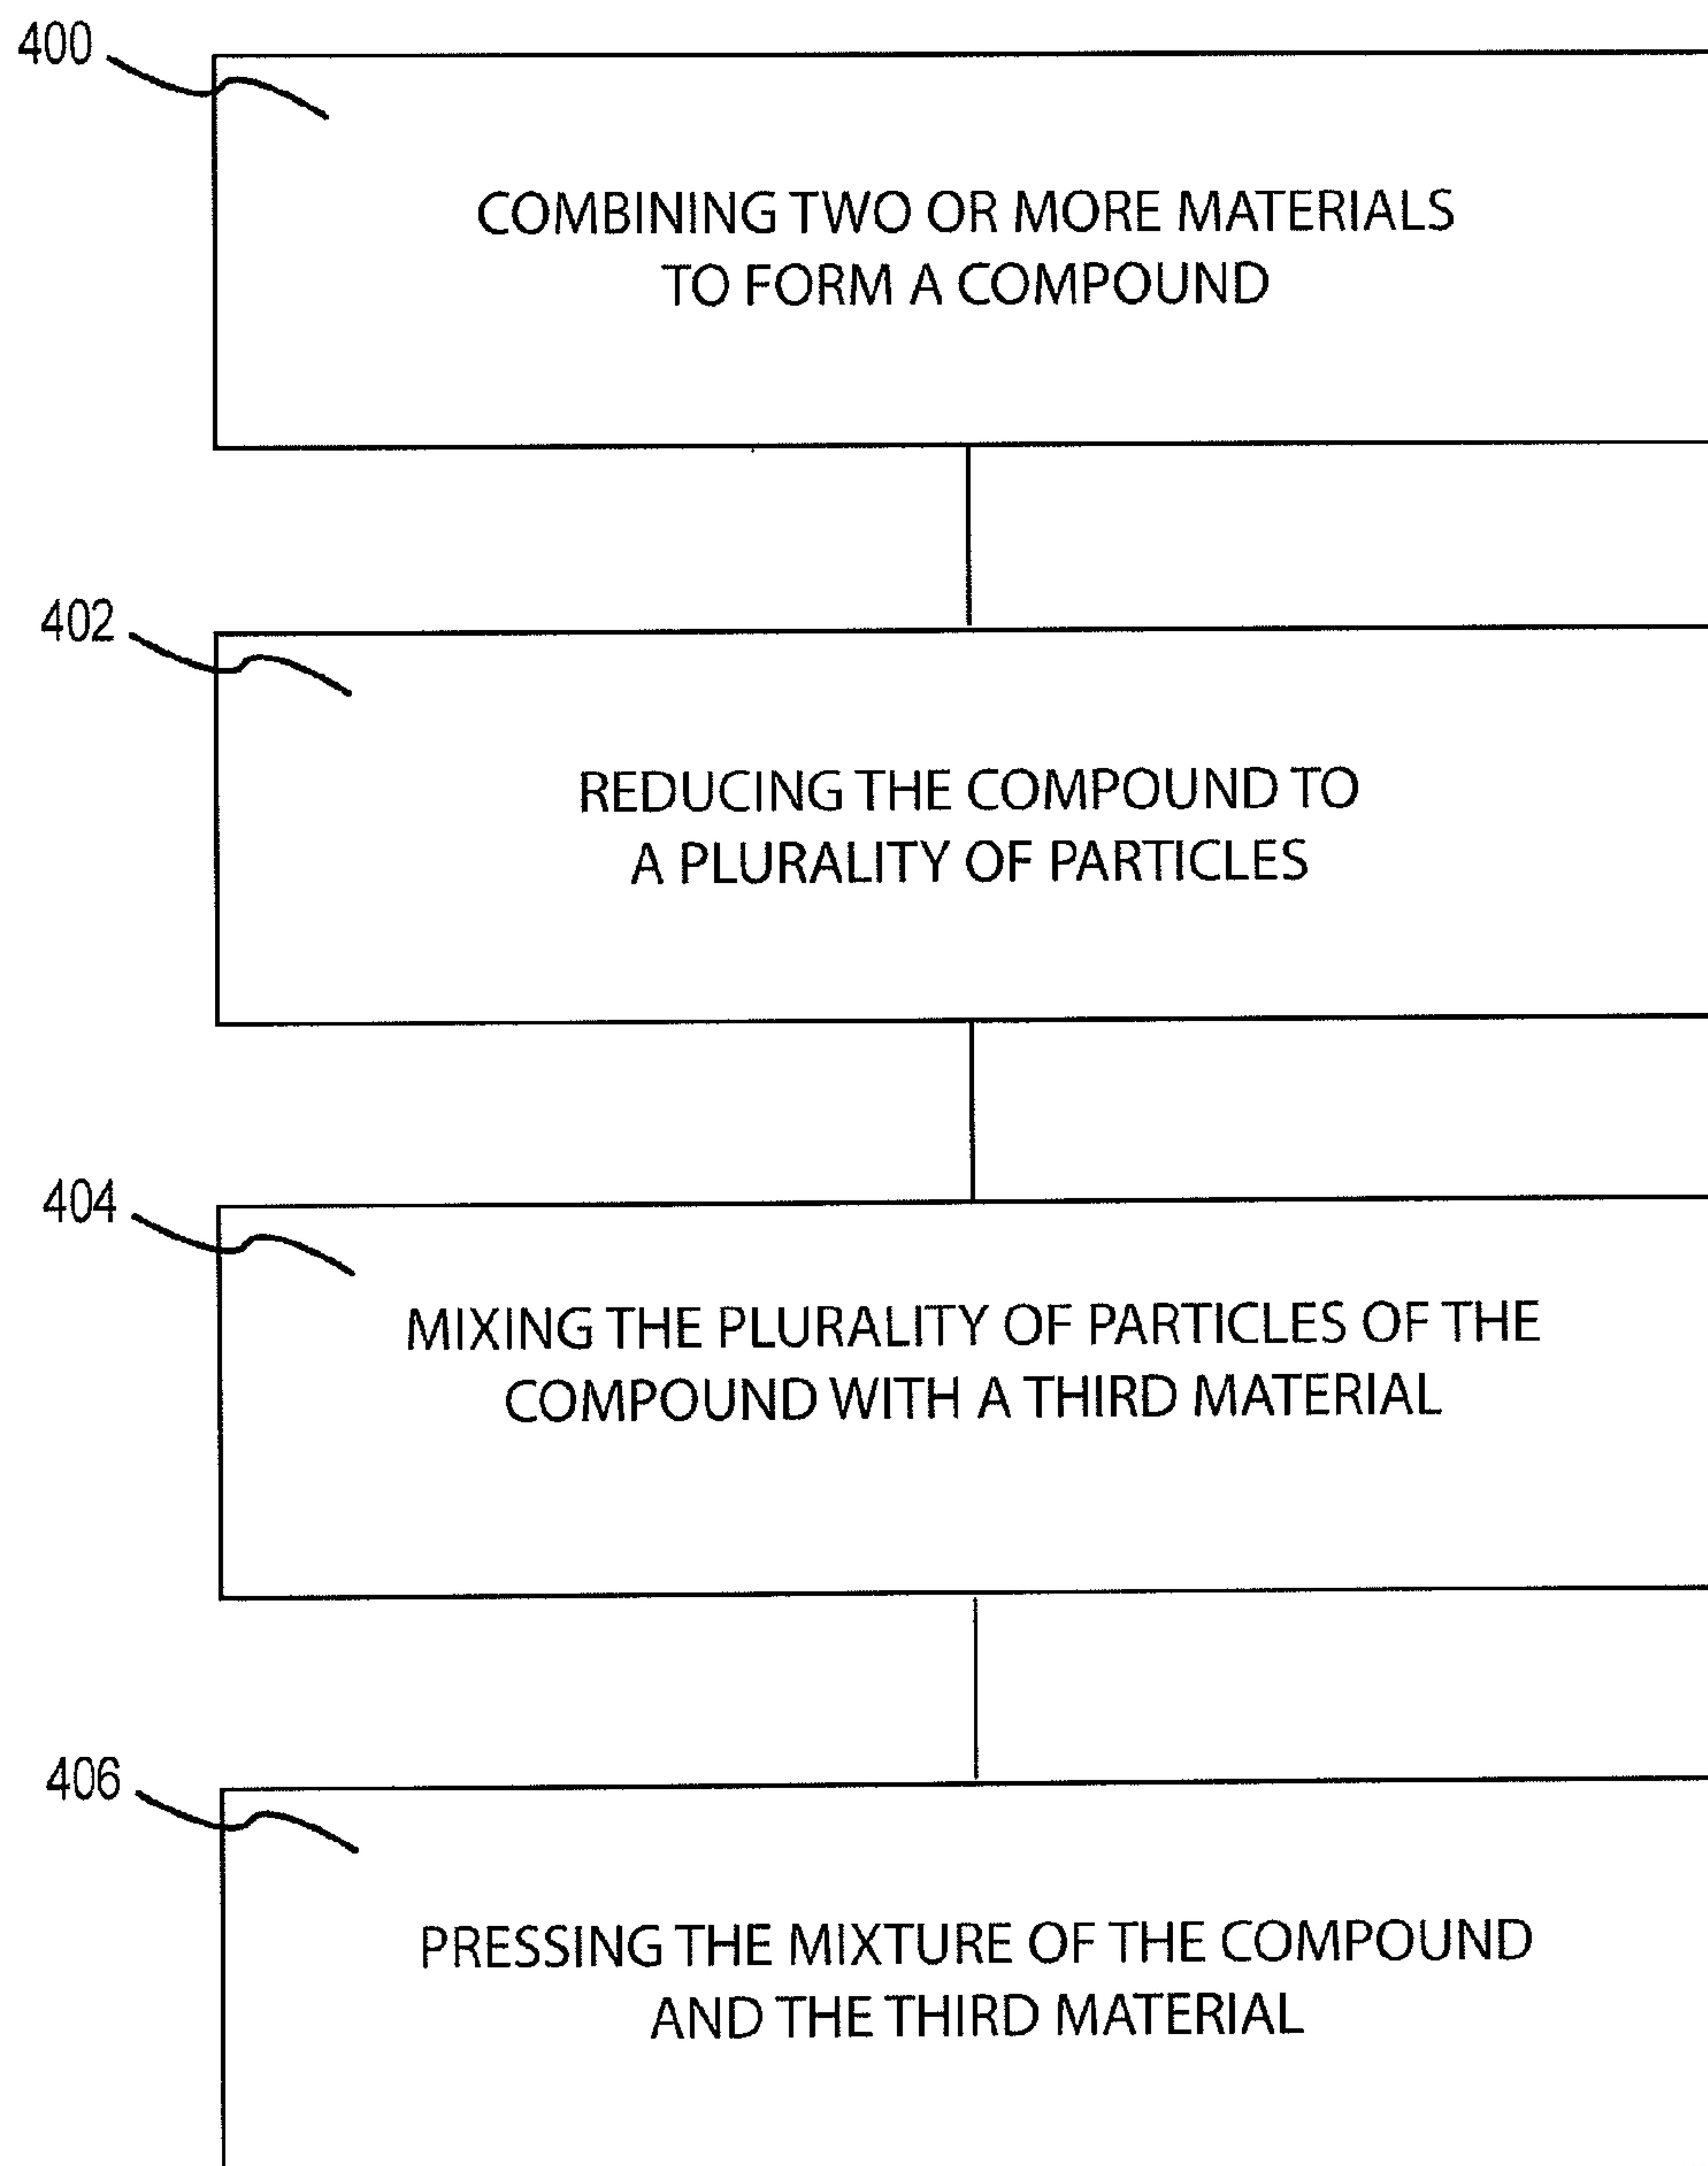 400
COMBINING TWO OR MORE MATERIALS
TO FORM A COMPOUND
402
REDUCING THE COMPOUND TO
A PLURALITY OF PARTICLES
404
MIXING THE PLURALITY OF PARTICLES OF THE
COMPOUND WITH A THIRD MATERIAL
406
PRESSING THE MIXTURE OF THE COMPOUND
AND THE THIRD MATERIAL